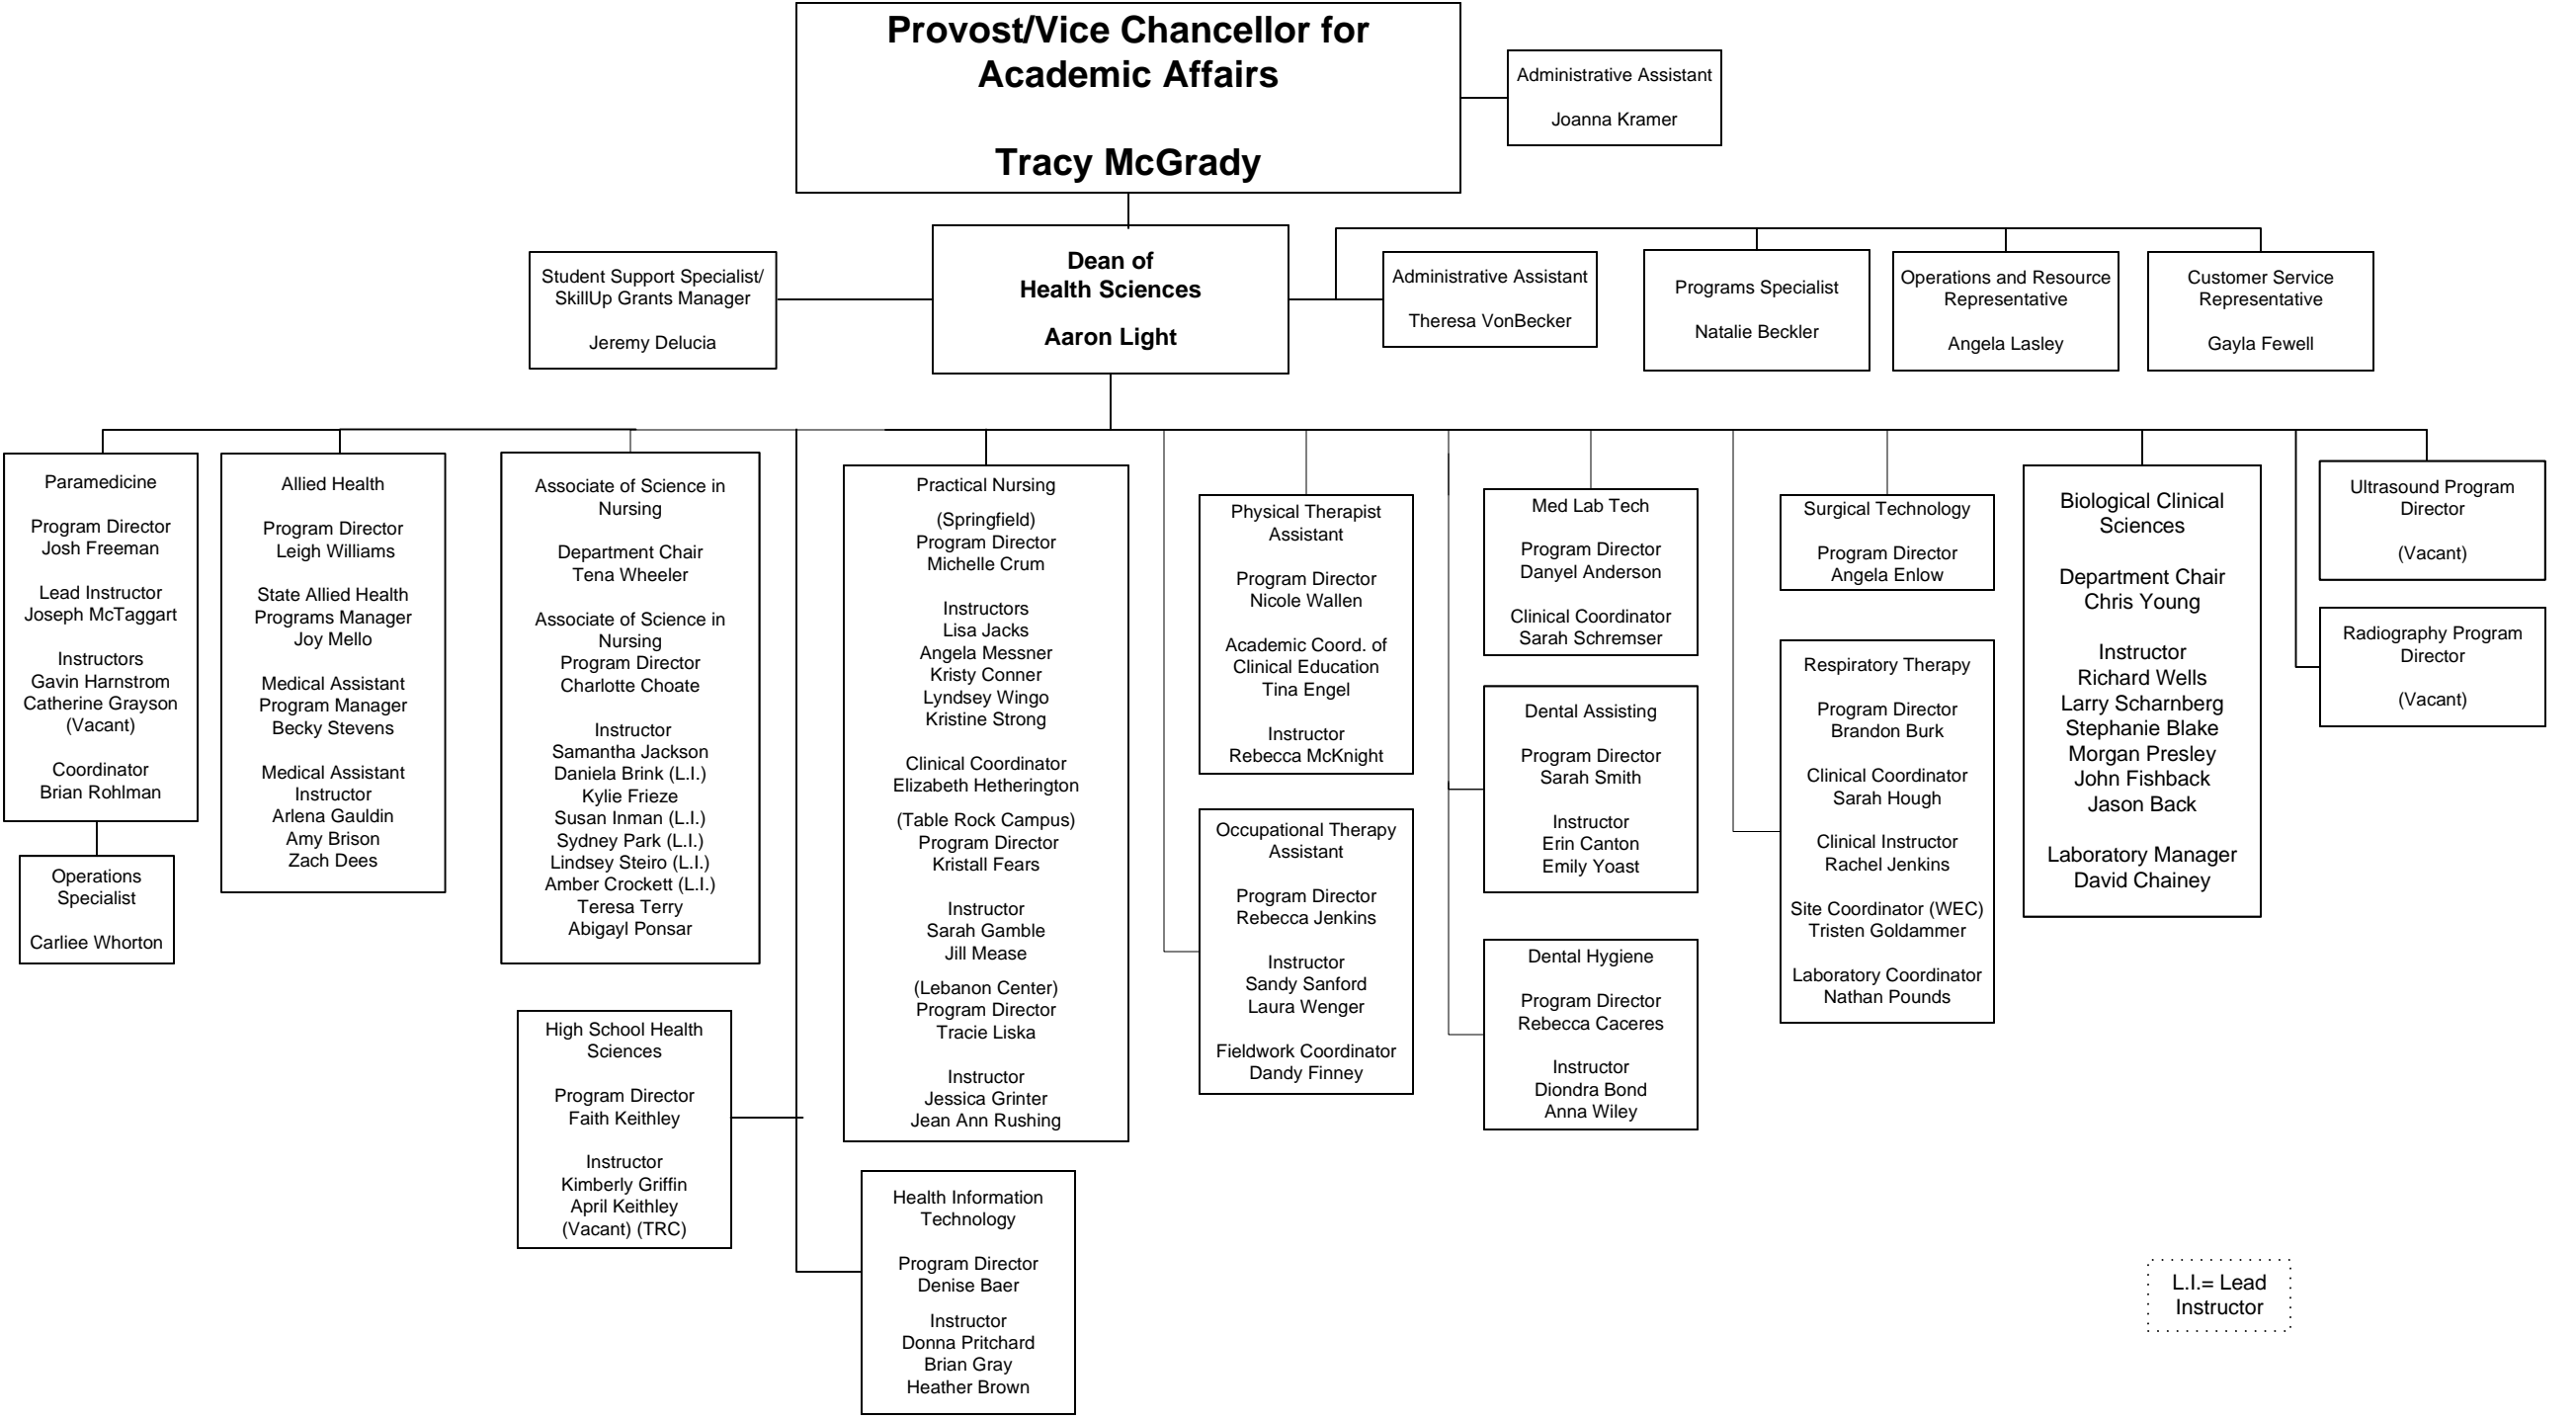 Provost/Vice Chancellor for
Academic Affairs
Tracy McGrady
Administrative Assistant
Joanna Kramer
Student Support Specialist/
SkillUp Grants Manager
Jeremy Delucia
Dean of
Health Sciences
Aaron Light
Administrative Assistant
Theresa VonBecker
Programs Specialist
Natalie Beckler
Operations and Resource
Representative
Angela Lasley
Customer Service
Representative
Gayla Fewell
Paramedicine
Program Director
Josh Freeman
Lead Instructor
Joseph McTaggart
Instructors
Gavin Harnstrom
Catherine Grayson
(Vacant)
Coordinator
Brian Rohlman
Operations
Specialist
Carliee Whorton
Allied Health
Program Director
Leigh Williams
State Allied Health
Programs Manager
Joy Mello
Medical Assistant
Program Manager
Becky Stevens
Medical Assistant
Instructor
Arlena Gauldin
Amy Brison
Zach Dees
Associate of Science in
Nursing
Department Chair
Tena Wheeler
Associate of Science in
Nursing
Program Director
Charlotte Choate
Instructor
Samantha Jackson
Daniela Brink (L.I.)
Kylie Frieze
Susan Inman (L.I.)
Sydney Park (L.I.)
Lindsey Steiro (L.I.)
Amber Crockett (L.I.)
Teresa Terry
Abigayl Ponsar
High School Health
Sciences
Program Director
Faith Keithley
Instructor
Kimberly Griffin
April Keithley
(Vacant) (TRC)
Practical Nursing
(Springfield)
Program Director
Michelle Crum
Instructors
Lisa Jacks
Angela Messner
Kristy Conner
Lyndsey Wingo
Kristine Strong
Clinical Coordinator
Elizabeth Hetherington
(Table Rock Campus)
Program Director
Kristall Fears
Instructor
Sarah Gamble
Jill Mease
(Lebanon Center)
Program Director
Tracie Liska
Instructor
Jessica Grinter
Jean Ann Rushing
Health Information
Technology
Program Director
Denise Baer
Instructor
Donna Pritchard
Brian Gray
Heather Brown
Physical Therapist
Assistant
Program Director
Nicole Wallen
Academic Coord. of
Clinical Education
Tina Engel
Instructor
Rebecca McKnight
Occupational Therapy
Assistant
Program Director
Rebecca Jenkins
Instructor
Sandy Sanford
Laura Wenger
Fieldwork Coordinator
Dandy Finney
Med Lab Tech
Program Director
Danyel Anderson
Clinical Coordinator
Sarah Schremser
Dental Assisting
Program Director
Sarah Smith
Instructor
Erin Canton
Emily Yoast
Dental Hygiene
Program Director
Rebecca Caceres
Instructor
Diondra Bond
Anna Wiley
Surgical Technology
Program Director
Angela Enlow
Respiratory Therapy
Program Director
Brandon Burk
Clinical Coordinator
Sarah Hough
Clinical Instructor
Rachel Jenkins
Site Coordinator (WEC)
Tristen Goldammer
Laboratory Coordinator
Nathan Pounds
Biological Clinical
Sciences
Department Chair
Chris Young
Instructor
Richard Wells
Larry Scharnberg
Stephanie Blake
Morgan Presley
John Fishback
Jason Back
Laboratory Manager
David Chainey
Ultrasound Program
Director
(Vacant)
Radiography Program
Director
(Vacant)
L.I.= Lead
Instructor